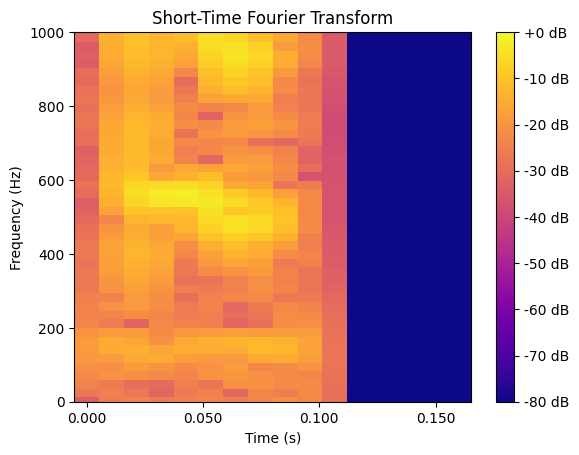 Short-Time Fourier Transform
1000
800
600
400
200
0
Frequency (Hz)
0.000
0.050
0.100
0.150
Time (s)
+0 dB
-10 dB
-20 dB
-30 dB
-40 dB
-50 dB
-60 dB
-70 dB
-80 dB